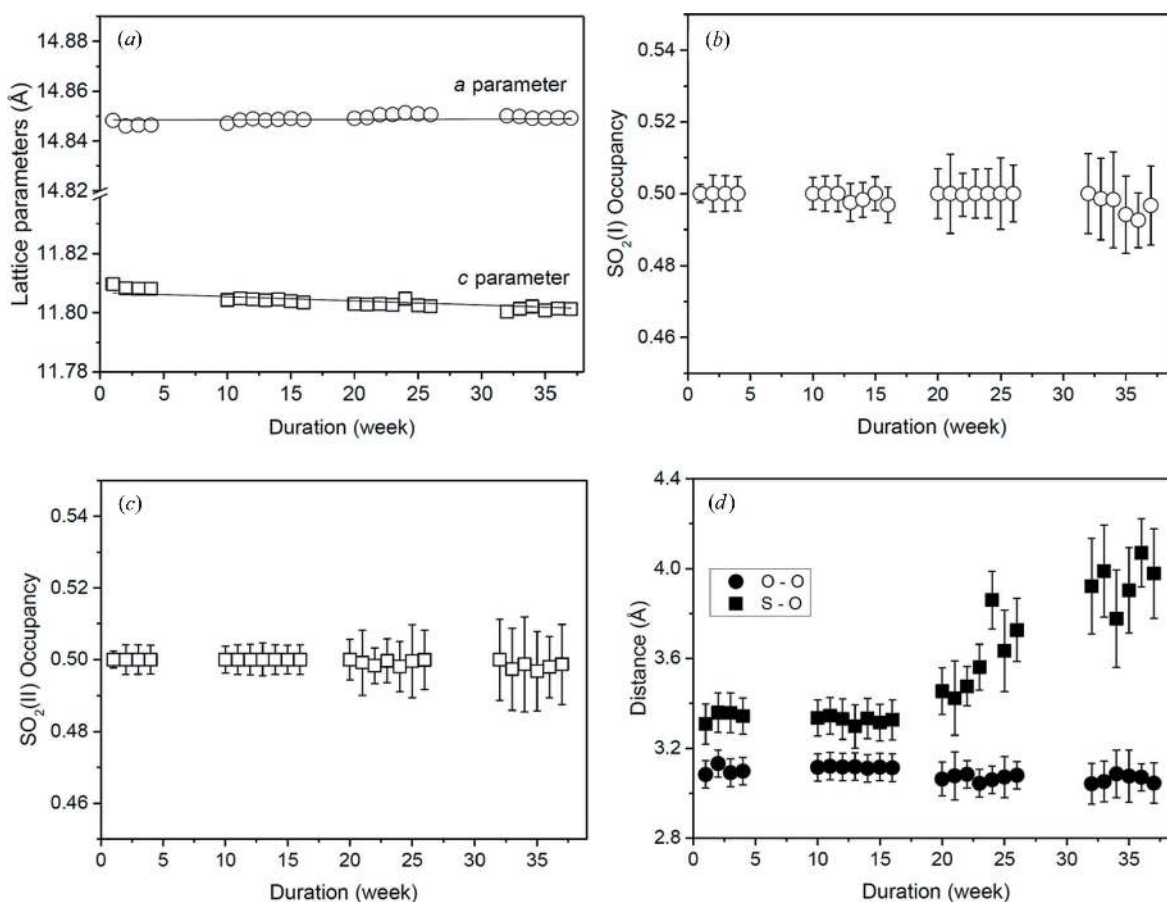 (a)
a parameter
c parameter
14.88
14.86
14.84
14.82
11.82
11.80
11.78
Lattice parameters (Å)
0 5 10 15 20 25 30 35
Duration (week)
(b)
0.54
0.52
0.50
0.48
0.46
SO₂(I) Occupancy
0 5 10 15 20 25 30 35
Duration (week)
(c)
0.54
0.52
0.50
0.48
0.46
SO₂(II) Occupancy
0 5 10 15 20 25 30 35
Duration (week)
(d)
O - O
S - O
4.4
4.0
3.6
3.2
2.8
Distance (Å)
0 5 10 15 20 25 30 35
Duration (week)